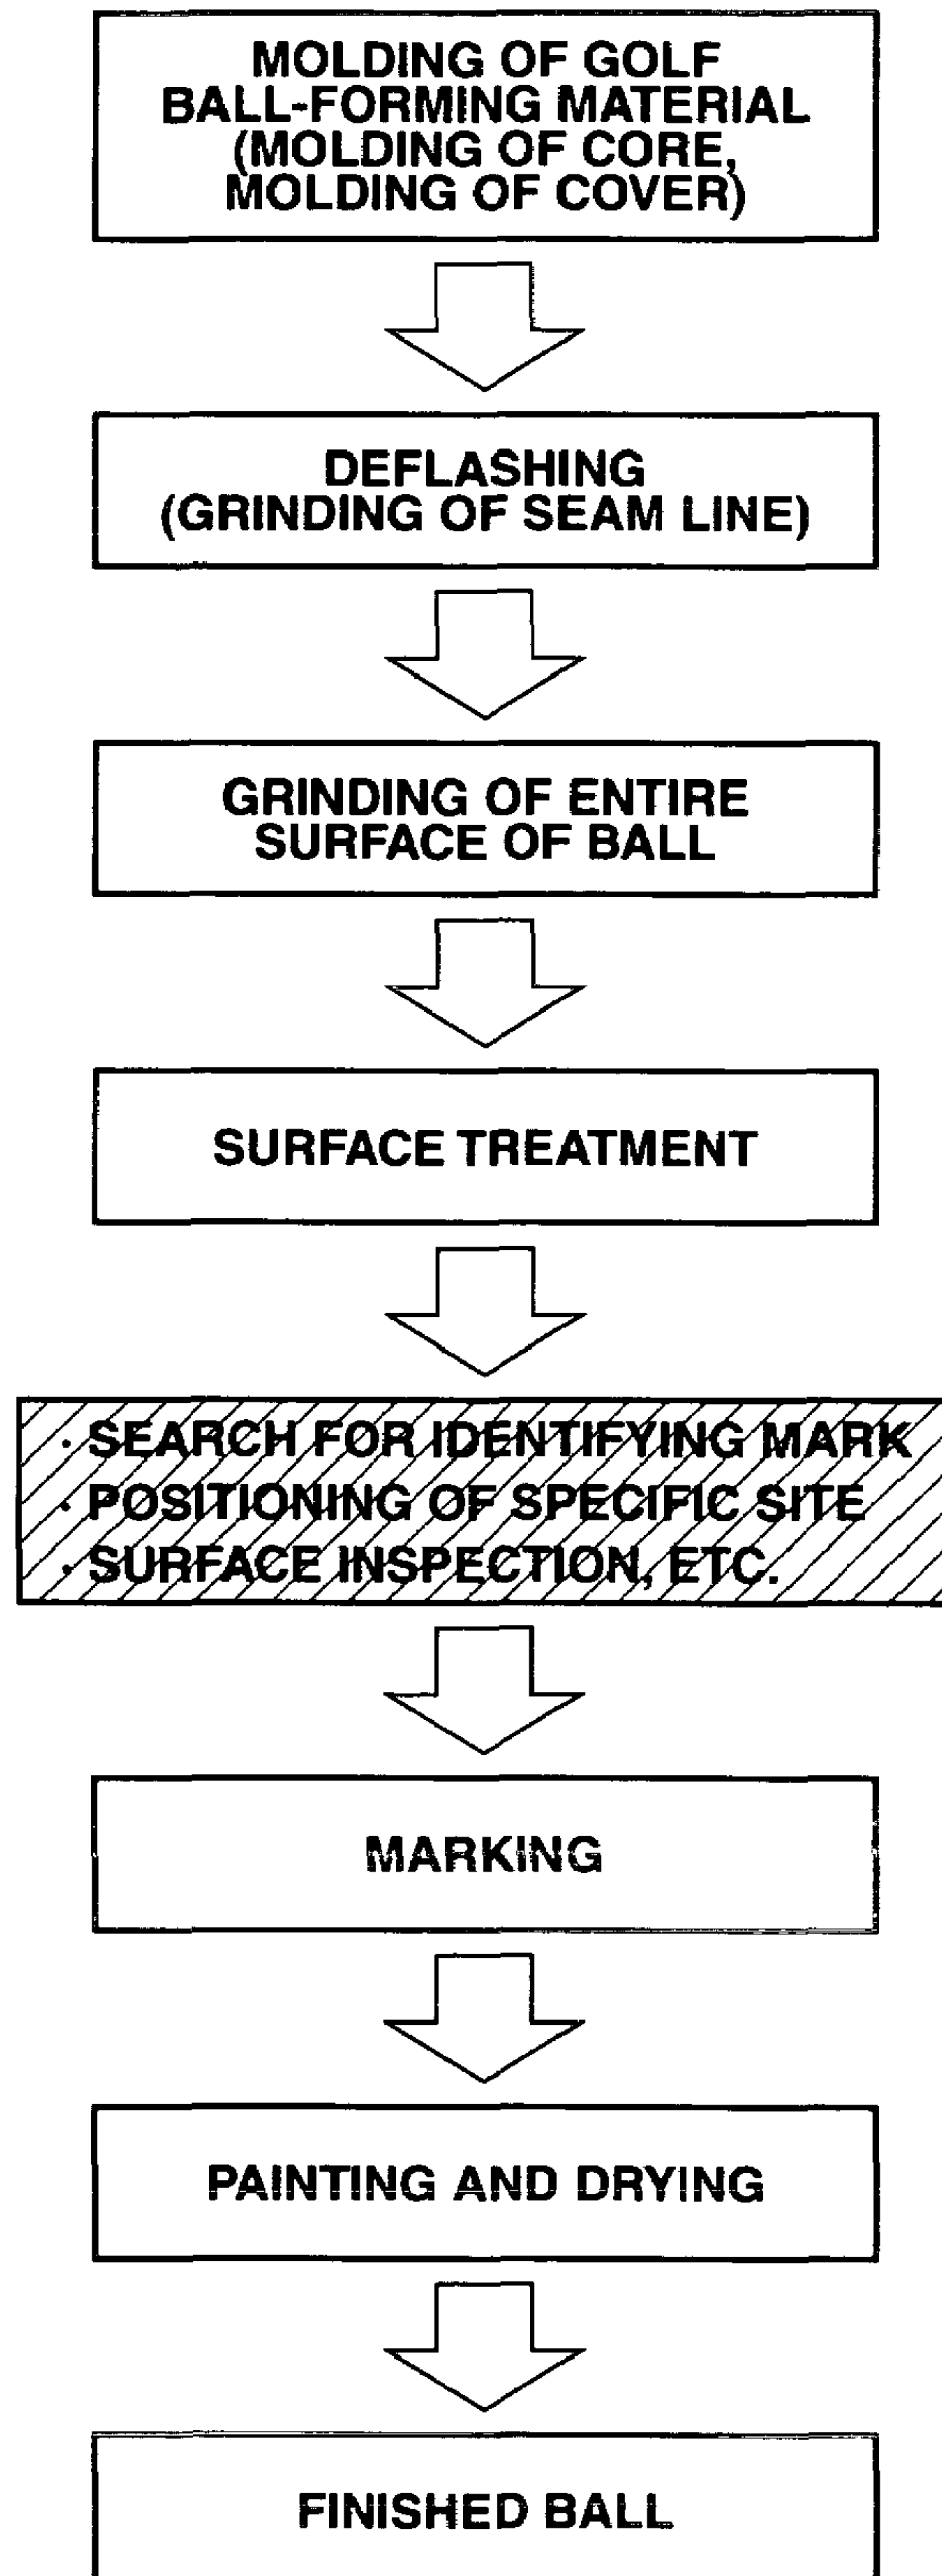 MOLDING OF GOLF
BALL-FORMING MATERIAL
(MOLDING OF CORE,
MOLDING OF COVER)
DEFLASHING
(GRINDING OF SEAM LINE)
GRINDING OF ENTIRE
SURFACE OF BALL
SURFACE TREATMENT
· SEARCH FOR IDENTIFYING MARK
· POSITIONING OF SPECIFIC SITE
· SURFACE INSPECTION, ETC.
MARKING
PAINTING AND DRYING
FINISHED BALL